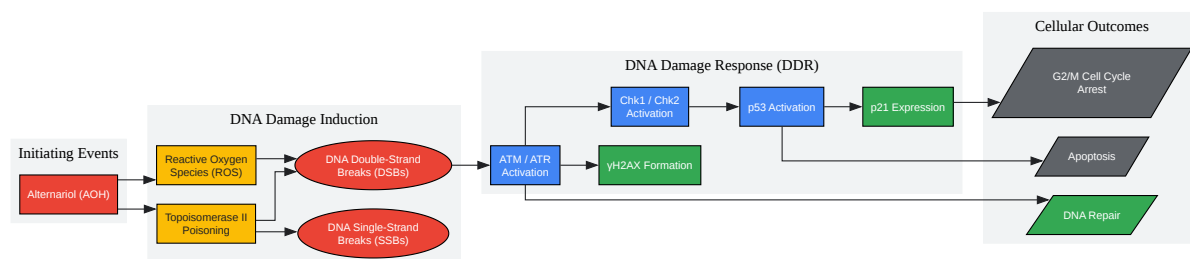 Initiating Events
Alternariol (AOH)
DNA Damage Induction
Reactive Oxygen
Species (ROS)
Topoisomerase II
Poisoning
DNA Double-Strand
Breaks (DSBs)
DNA Single-Strand
Breaks (SSBs)
DNA Damage Response (DDR)
ATM / ATR
Activation
Chk1 / Chk2
Activation
p53 Activation
p21 Expression
γH2AX Formation
Cellular Outcomes
G2/M Cell Cycle
Arrest
Apoptosis
DNA Repair